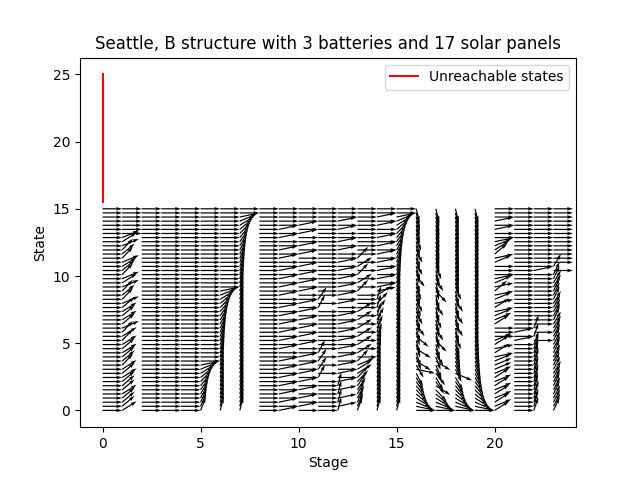 Seattle, B structure with 3 batteries and 17 solar panels
Unreachable states
25
20
15
10
5
0
State
0 5 10 15 20
Stage